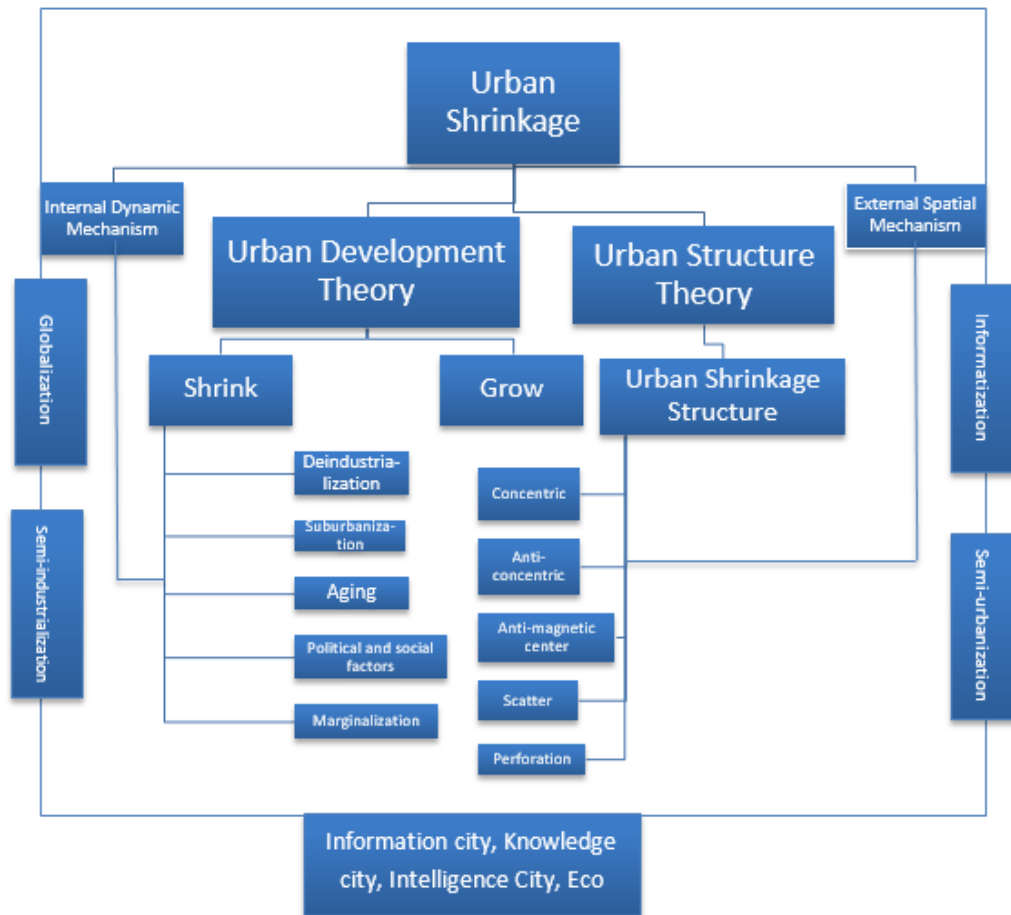 Urban
Shrinkage
Internal Dynamic
Mechanism
External Spatial
Mechanism
Urban Development
Theory
Urban Structure
Theory
Globalization
Informatization
Shrink
Grow
Urban Shrinkage
Structure
Deindustria-
lization
Suburbaniza-
tion
Aging
Political and social
factors
Marginalization
Concentric
Anti-
concentric
Anti-magnetic
center
Scatter
Perforation
Semi-industrialization
Semi-urbanization
Information city, Knowledge
city, Intelligence City, Eco